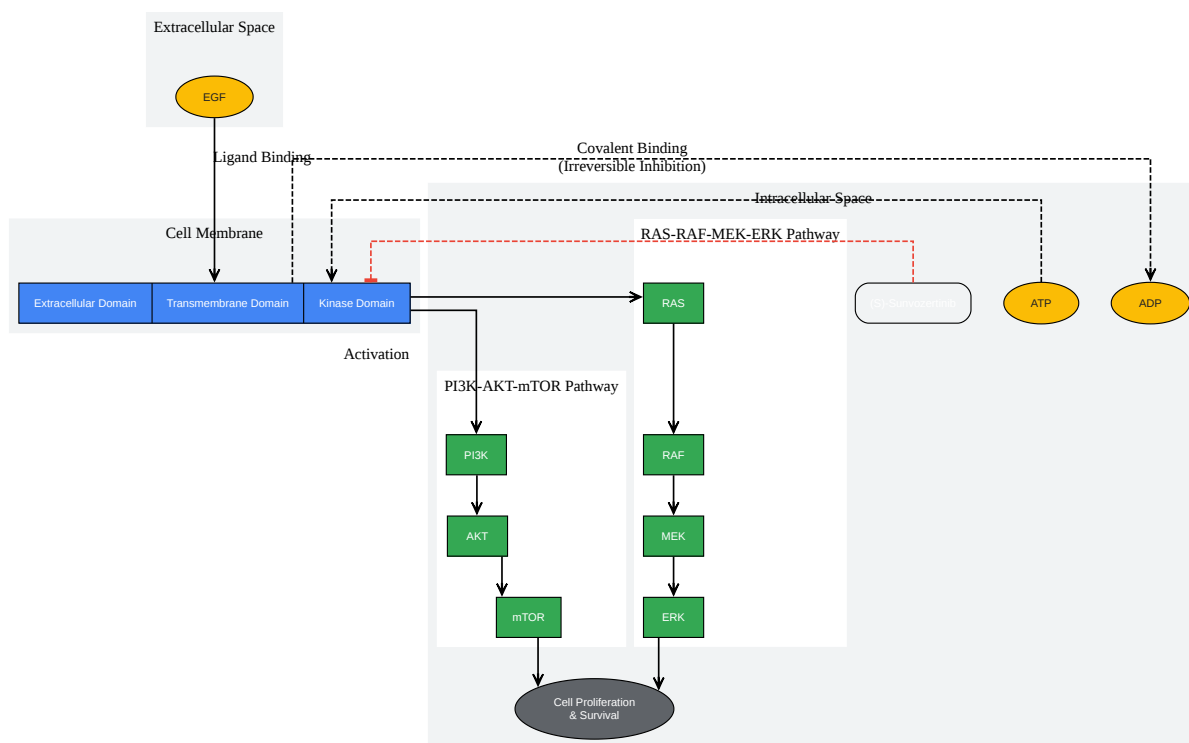 Extracellular Space
EGF
Ligand Binding
Covalent Binding
(Irreversible Inhibition)
Intracellular Space
Cell Membrane
RAS-RAF-MEK-ERK Pathway
Extracellular Domain
Transmembrane Domain
Kinase Domain
RAS
ATP
ADP
Activation
PI3K-AKT-mTOR Pathway
PI3K
RAF
AKT
MEK
mTOR
ERK
Cell Proliferation
& Survival